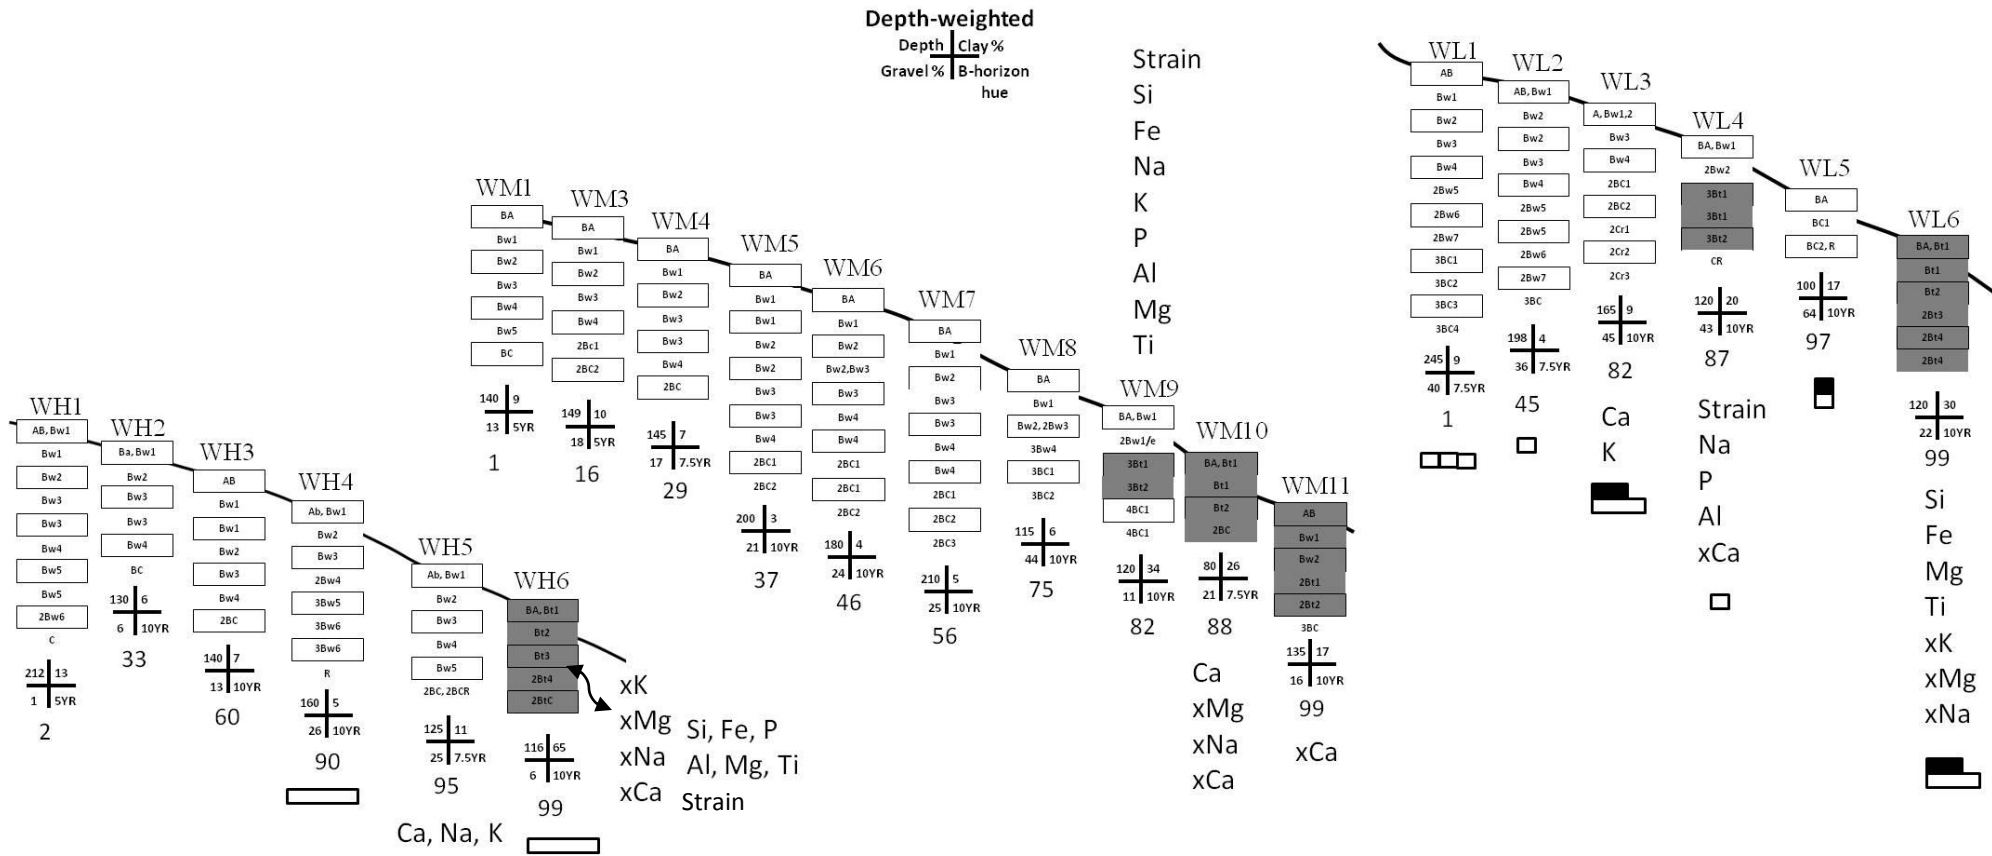 Depth-weighted
Depth Clay %
Gravel % B-horizon
hue
WH1
AB, Bw1
Bw1
Bw2
Bw3
Bw3
Bw4
Bw5
Bw5
2Bw6
C
212 13
1 5YR
2
WH2
Ba, Bw1
Bw2
Bw3
Bw3
Bw4
BC
130 6
6 10YR
33
WH3
AB
Bw1
Bw1
Bw2
Bw3
Bw4
2BC
140 7
13 10YR
60
WH4
Ab, Bw1
Bw2
Bw3
2Bw4
3Bw5
3Bw6
3Bw6
R
160 5
26 10YR
90
WH5
Ab, Bw1
Bw2
Bw3
Bw4
Bw5
2BC, 2BCR
125 11
25 7.5YR
95
Ca, Na, K
WH6
BA, Bt1
Bt2
Bt3
2Bt4
2BtC
116 65
6 10YR
99
xK
xMg
xNa
xCa
Si, Fe, P
Al, Mg, Ti
Strain
WM1
BA
Bw1
Bw2
Bw3
Bw4
Bw5
BC
140 9
13 5YR
1
WM3
BA
Bw1
Bw2
Bw3
Bw4
2Bc1
2BC2
149 10
18 5YR
16
WM4
BA
Bw1
Bw2
Bw3
Bw3
Bw4
2BC
145 7
17 7.5YR
29
WM5
BA
Bw1
Bw1
Bw2
Bw2
Bw3
Bw3
Bw4
2BC1
2BC2
200 3
21 10YR
37
WM6
BA
Bw1
Bw2
Bw2,Bw3
Bw3
Bw4
Bw4
2BC1
2BC1
2BC2
180 4
24 10YR
46
WM7
BA
Bw1
Bw2
Bw3
Bw3
Bw4
Bw4
2BC1
2BC2
2BC3
210 5
25 10YR
56
WM8
BA
Bw1
Bw2, 2Bw3
3Bw4
3BC1
3BC2
115 6
44 10YR
75
Strain
Si
Fe
Na
K
P
Al
Mg
Ti
WM9
BA, Bw1
2Bw1/e
3Bt1
3Bt2
4BC1
4BC1
120 34
11 10YR
82
WM10
BA, Bt1
Bt1
Bt2
2BC
80 26
21 7.5YR
88
Ca
xMg
xNa
xCa
WM11
AB
Bw1
Bw2
2Bt1
2Bt2
3BC
135 17
16 10YR
99
xCa
WL1
AB
Bw1
Bw2
Bw3
Bw4
2Bw5
2Bw6
2Bw7
3BC1
3BC2
3BC3
3BC4
245 9
40 7.5YR
1
WL2
AB, Bw1
Bw2
Bw2
Bw3
Bw4
2Bw5
2Bw5
2Bw6
2Bw7
3BC
198 4
36 7.5YR
45
WL3
A, Bw1,2
Bw3
Bw4
2BC1
2BC2
2Cr1
2Cr2
2Cr3
165 9
45 10YR
82
Ca
K
WL4
BA, Bw1
2Bw2
3Bt1
3Bt1
3Bt2
CR
120 20
43 10YR
87
Strain
Na
P
Al
xCa
WL5
BA
BC1
BC2, R
100 17
64 10YR
97
WL6
BA, Bt1
Bt1
Bt2
2Bt3
2Bt4
2Bt4
120 30
22 10YR
99
Si
Fe
Mg
Ti
xK
xMg
xNa